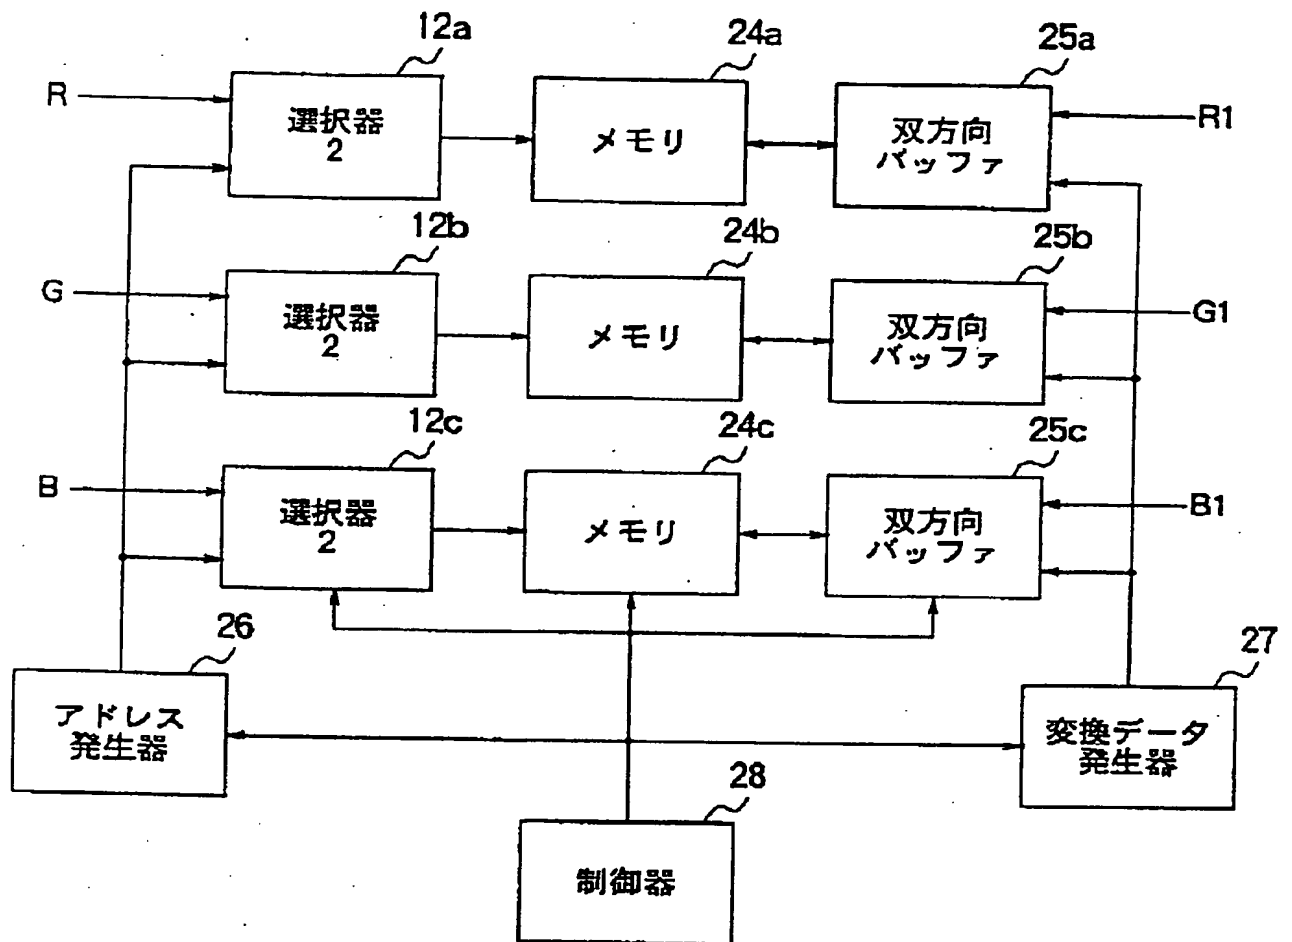 12a
24a
25a
R
選択器
2
メモリ
双方向
バッファ
R1
12b
24b
25b
G
選択器
2
メモリ
双方向
バッファ
G1
12c
24c
25c
B
選択器
2
メモリ
双方向
バッファ
B1
26
27
アドレス
発生器
変換データ
発生器
28
制御器